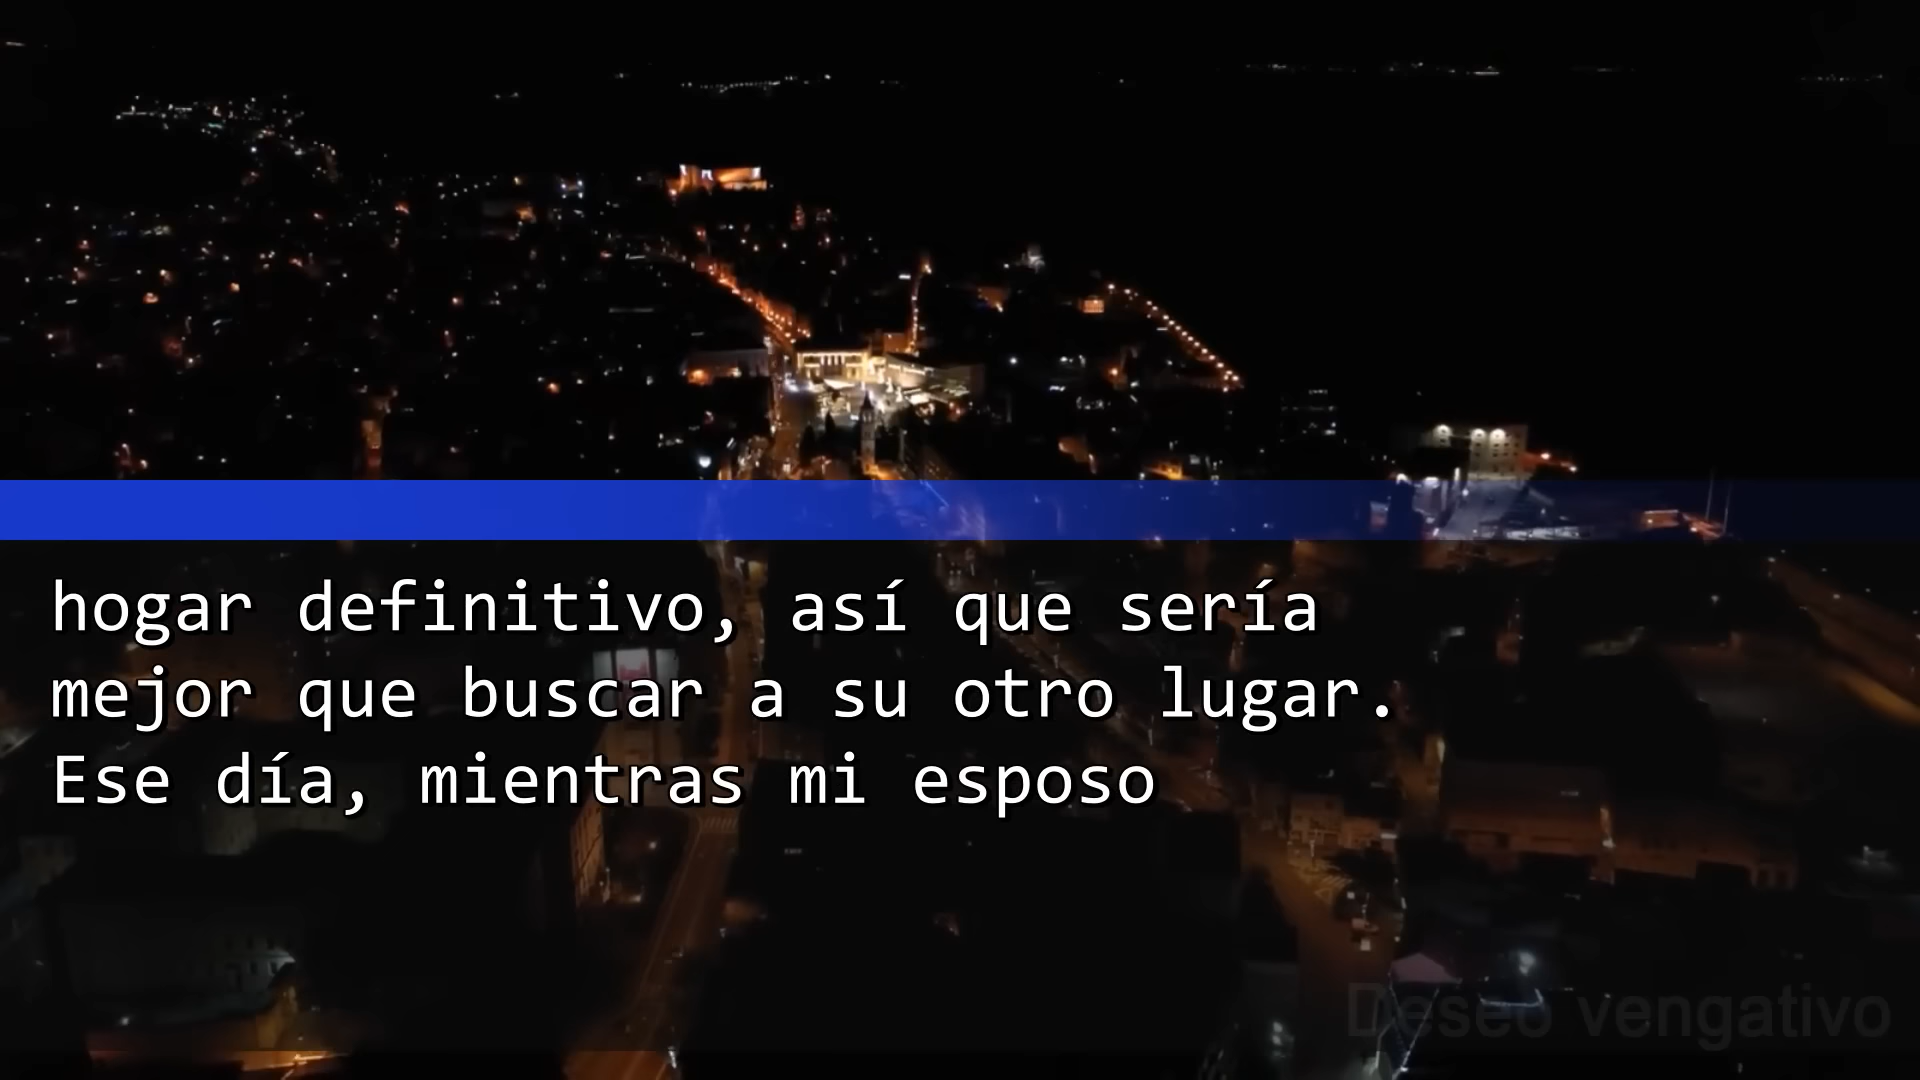 hogar definitivo, así que sería
mejor que buscar a su otro lugar.
Ese día, mientras mi esposo
Deseo vengativo